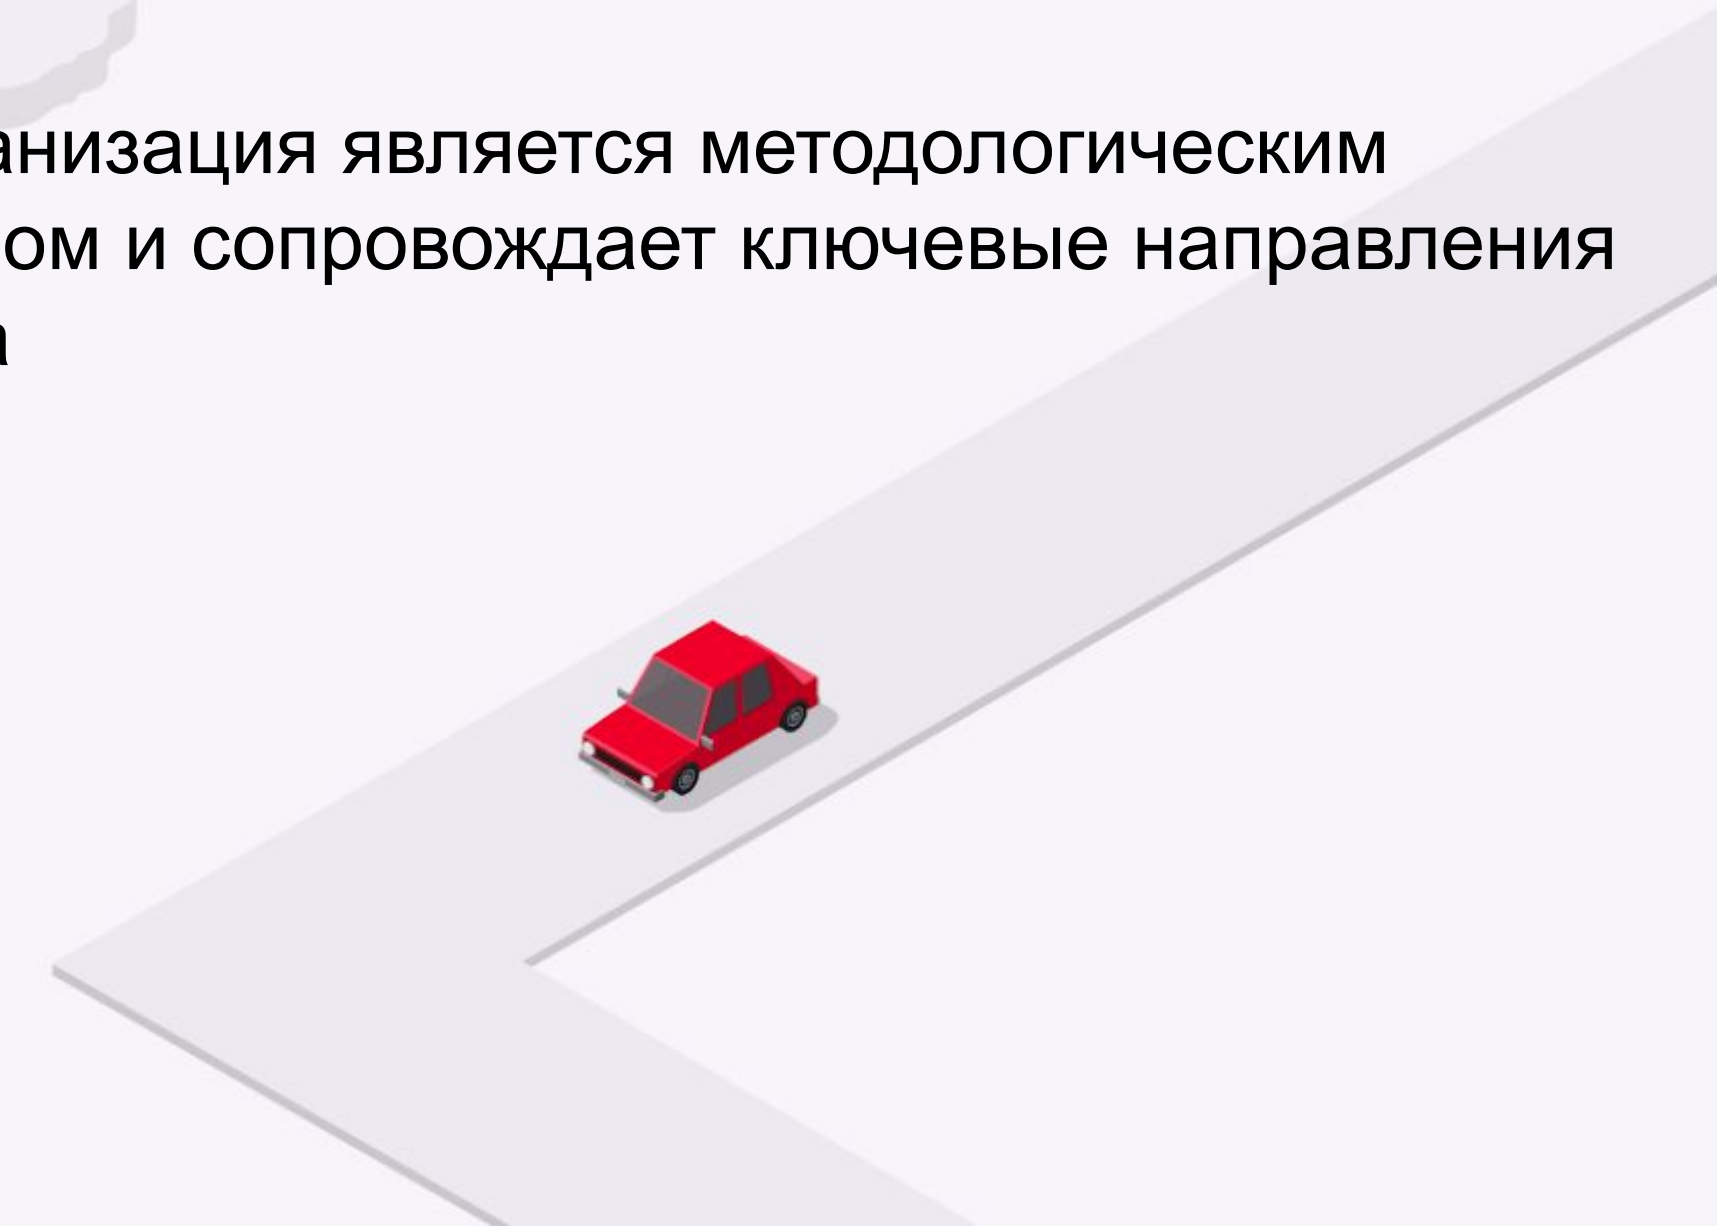 анизация является методологическим
ом и сопровождает ключевые направления
а